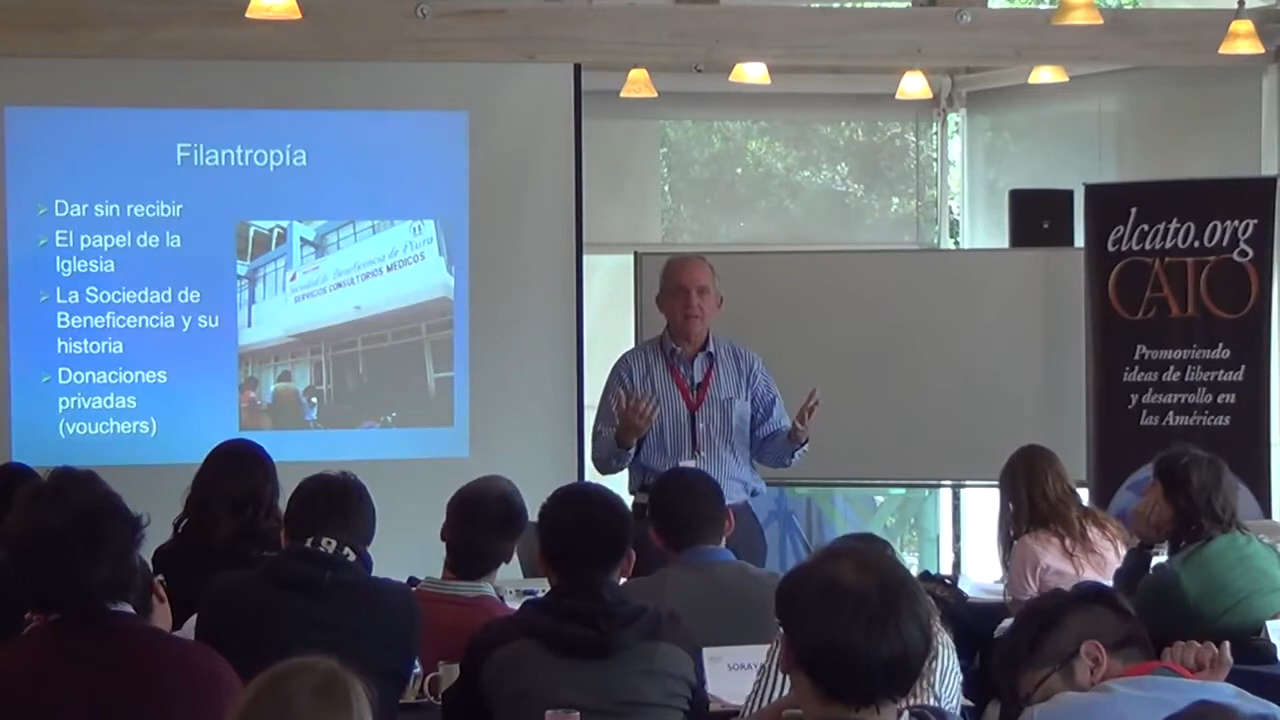 Filantropía
Dar sin recibir
El papel de la
Iglesia
La Sociedad de
Beneficencia y su
historia
Donaciones
privadas
(vouchers)
Sociedad de Beneficencia de Piura
SERVICIOS CONSULTORIOS MEDICOS
elcato.org
CATO
Promoviendo
ideas de libertad
y desarrollo en
las Américas
SORAYA